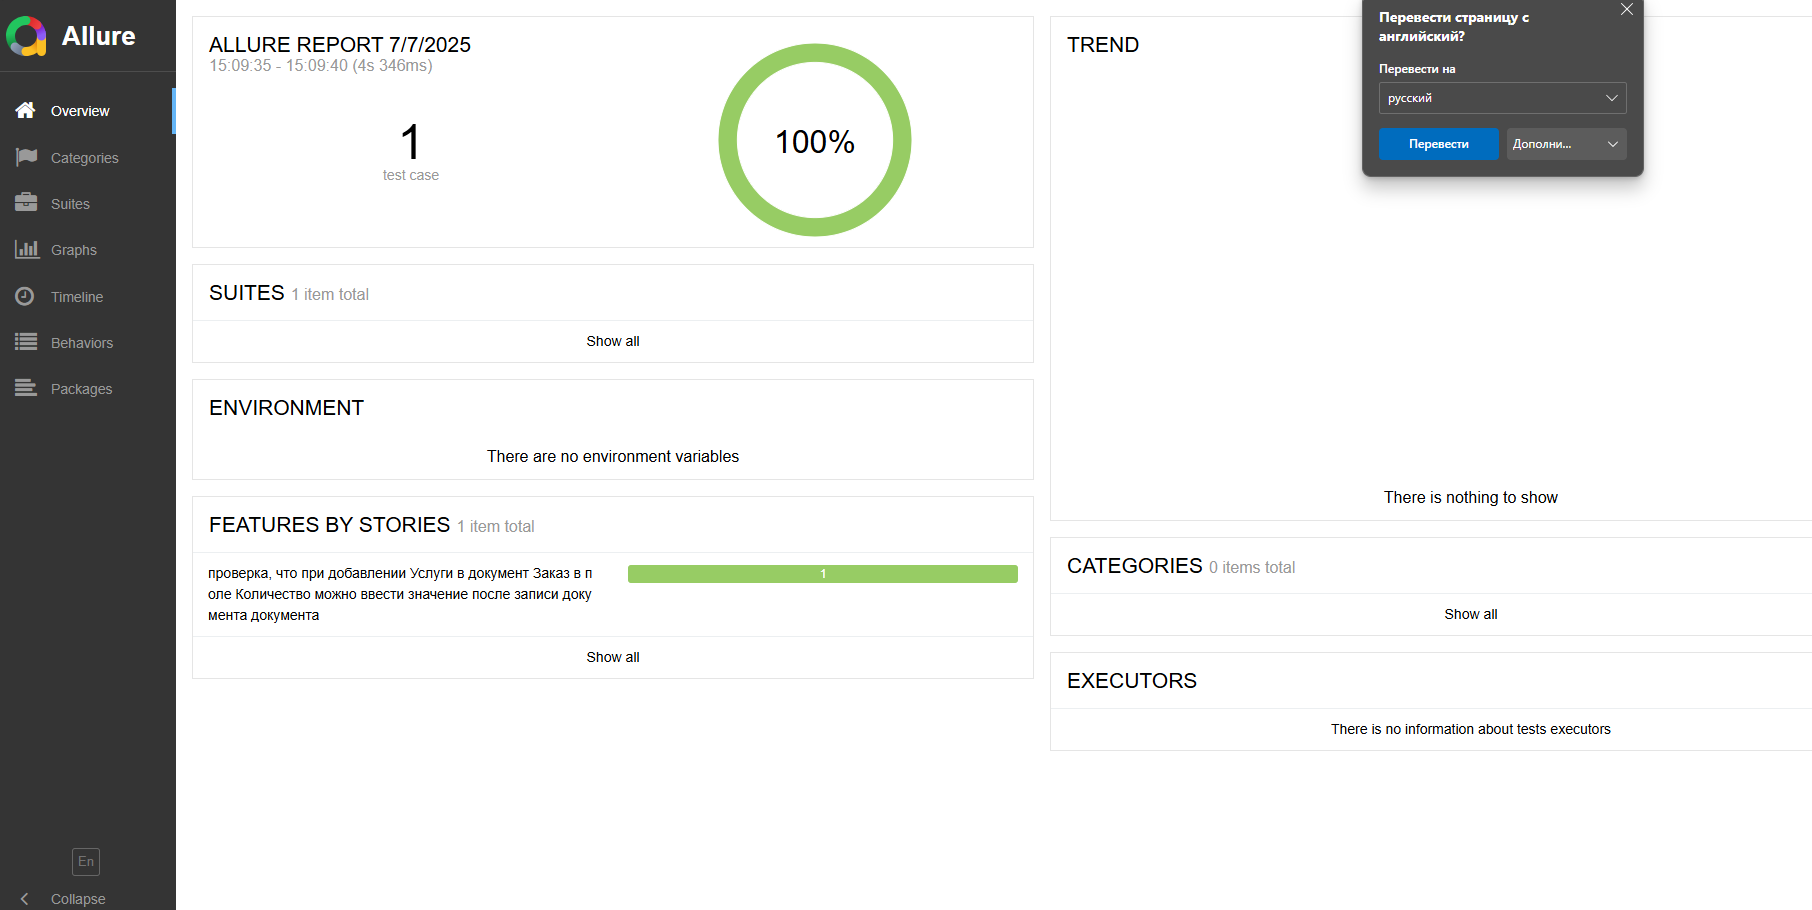 Allure
Overview
Categories
Suites
Graphs
Timeline
Behaviors
Packages
En
Collapse
ALLURE REPORT 7/7/2025
15:09:35 - 15:09:40 (4s 346ms)
1
test case
100%
SUITES 1 item total
Show all
ENVIRONMENT
There are no environment variables
FEATURES BY STORIES 1 item total
проверка, что при добавлении Услуги в документ Заказ в п
оле Количество можно ввести значение после записи доку
мента документа
1
Show all
TREND
There is nothing to show
CATEGORIES 0 items total
Show all
EXECUTORS
There is no information about tests executors
Перевести страницу с
английский?
Перевести на
русский
Перевести
Дополни...